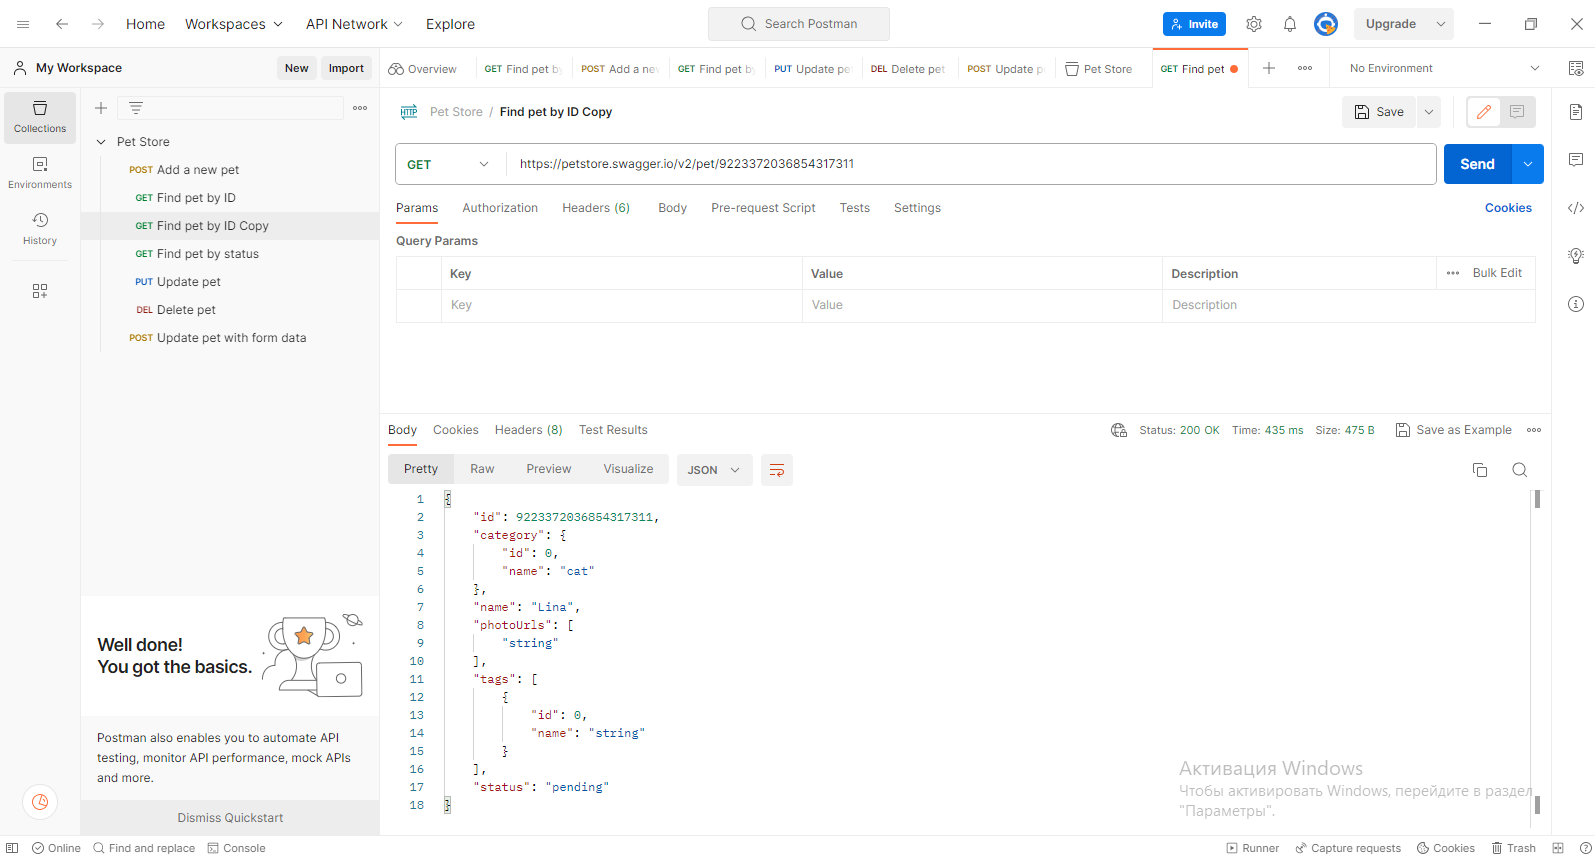 Home Workspaces API Network Explore Search Postman Invite Upgrade
My Workspace New Import Overview GET Find pet by POST Add a new GET Find pet by PUT Update pe DEL Delete pet POST Update p Pet Store GET Find pet No Environment
Collections
Environments
History
Pet Store
POST Add a new pet
GET Find pet by ID
GET Find pet by ID Copy
GET Find pet by status
PUT Update pet
DEL Delete pet
POST Update pet with form data
Well done!
You got the basics.
Postman also enables you to automate API
testing, monitor API performance, mock APIs
and more.
Dismiss Quickstart
HTTP Pet Store / Find pet by ID Copy Save
GET https://petstore.swagger.io/v2/pet/9223372036854317311 Send
Params Authorization Headers (6) Body Pre-request Script Tests Settings Cookies
Query Params
Key Value Description Bulk Edit
Key Value Description
Body Cookies Headers (8) Test Results Status: 200 OK Time: 435 ms Size: 475 B Save as Example
Pretty Raw Preview Visualize JSON
1 {
2 "id": 9223372036854317311,
3 "category": {
4 "id": 0,
5 "name": "cat"
6 },
7 "name": "Lina",
8 "photoUrls": [
9 "string"
10 ],
11 "tags": [
12 {
13 "id": 0,
14 "name": "string"
15 }
16 ],
17 "status": "pending"
18 }
Активация Windows
Чтобы активировать Windows, перейдите в раздел
"Параметры".
Online Find and replace Console Runner Capture requests Cookies Trash